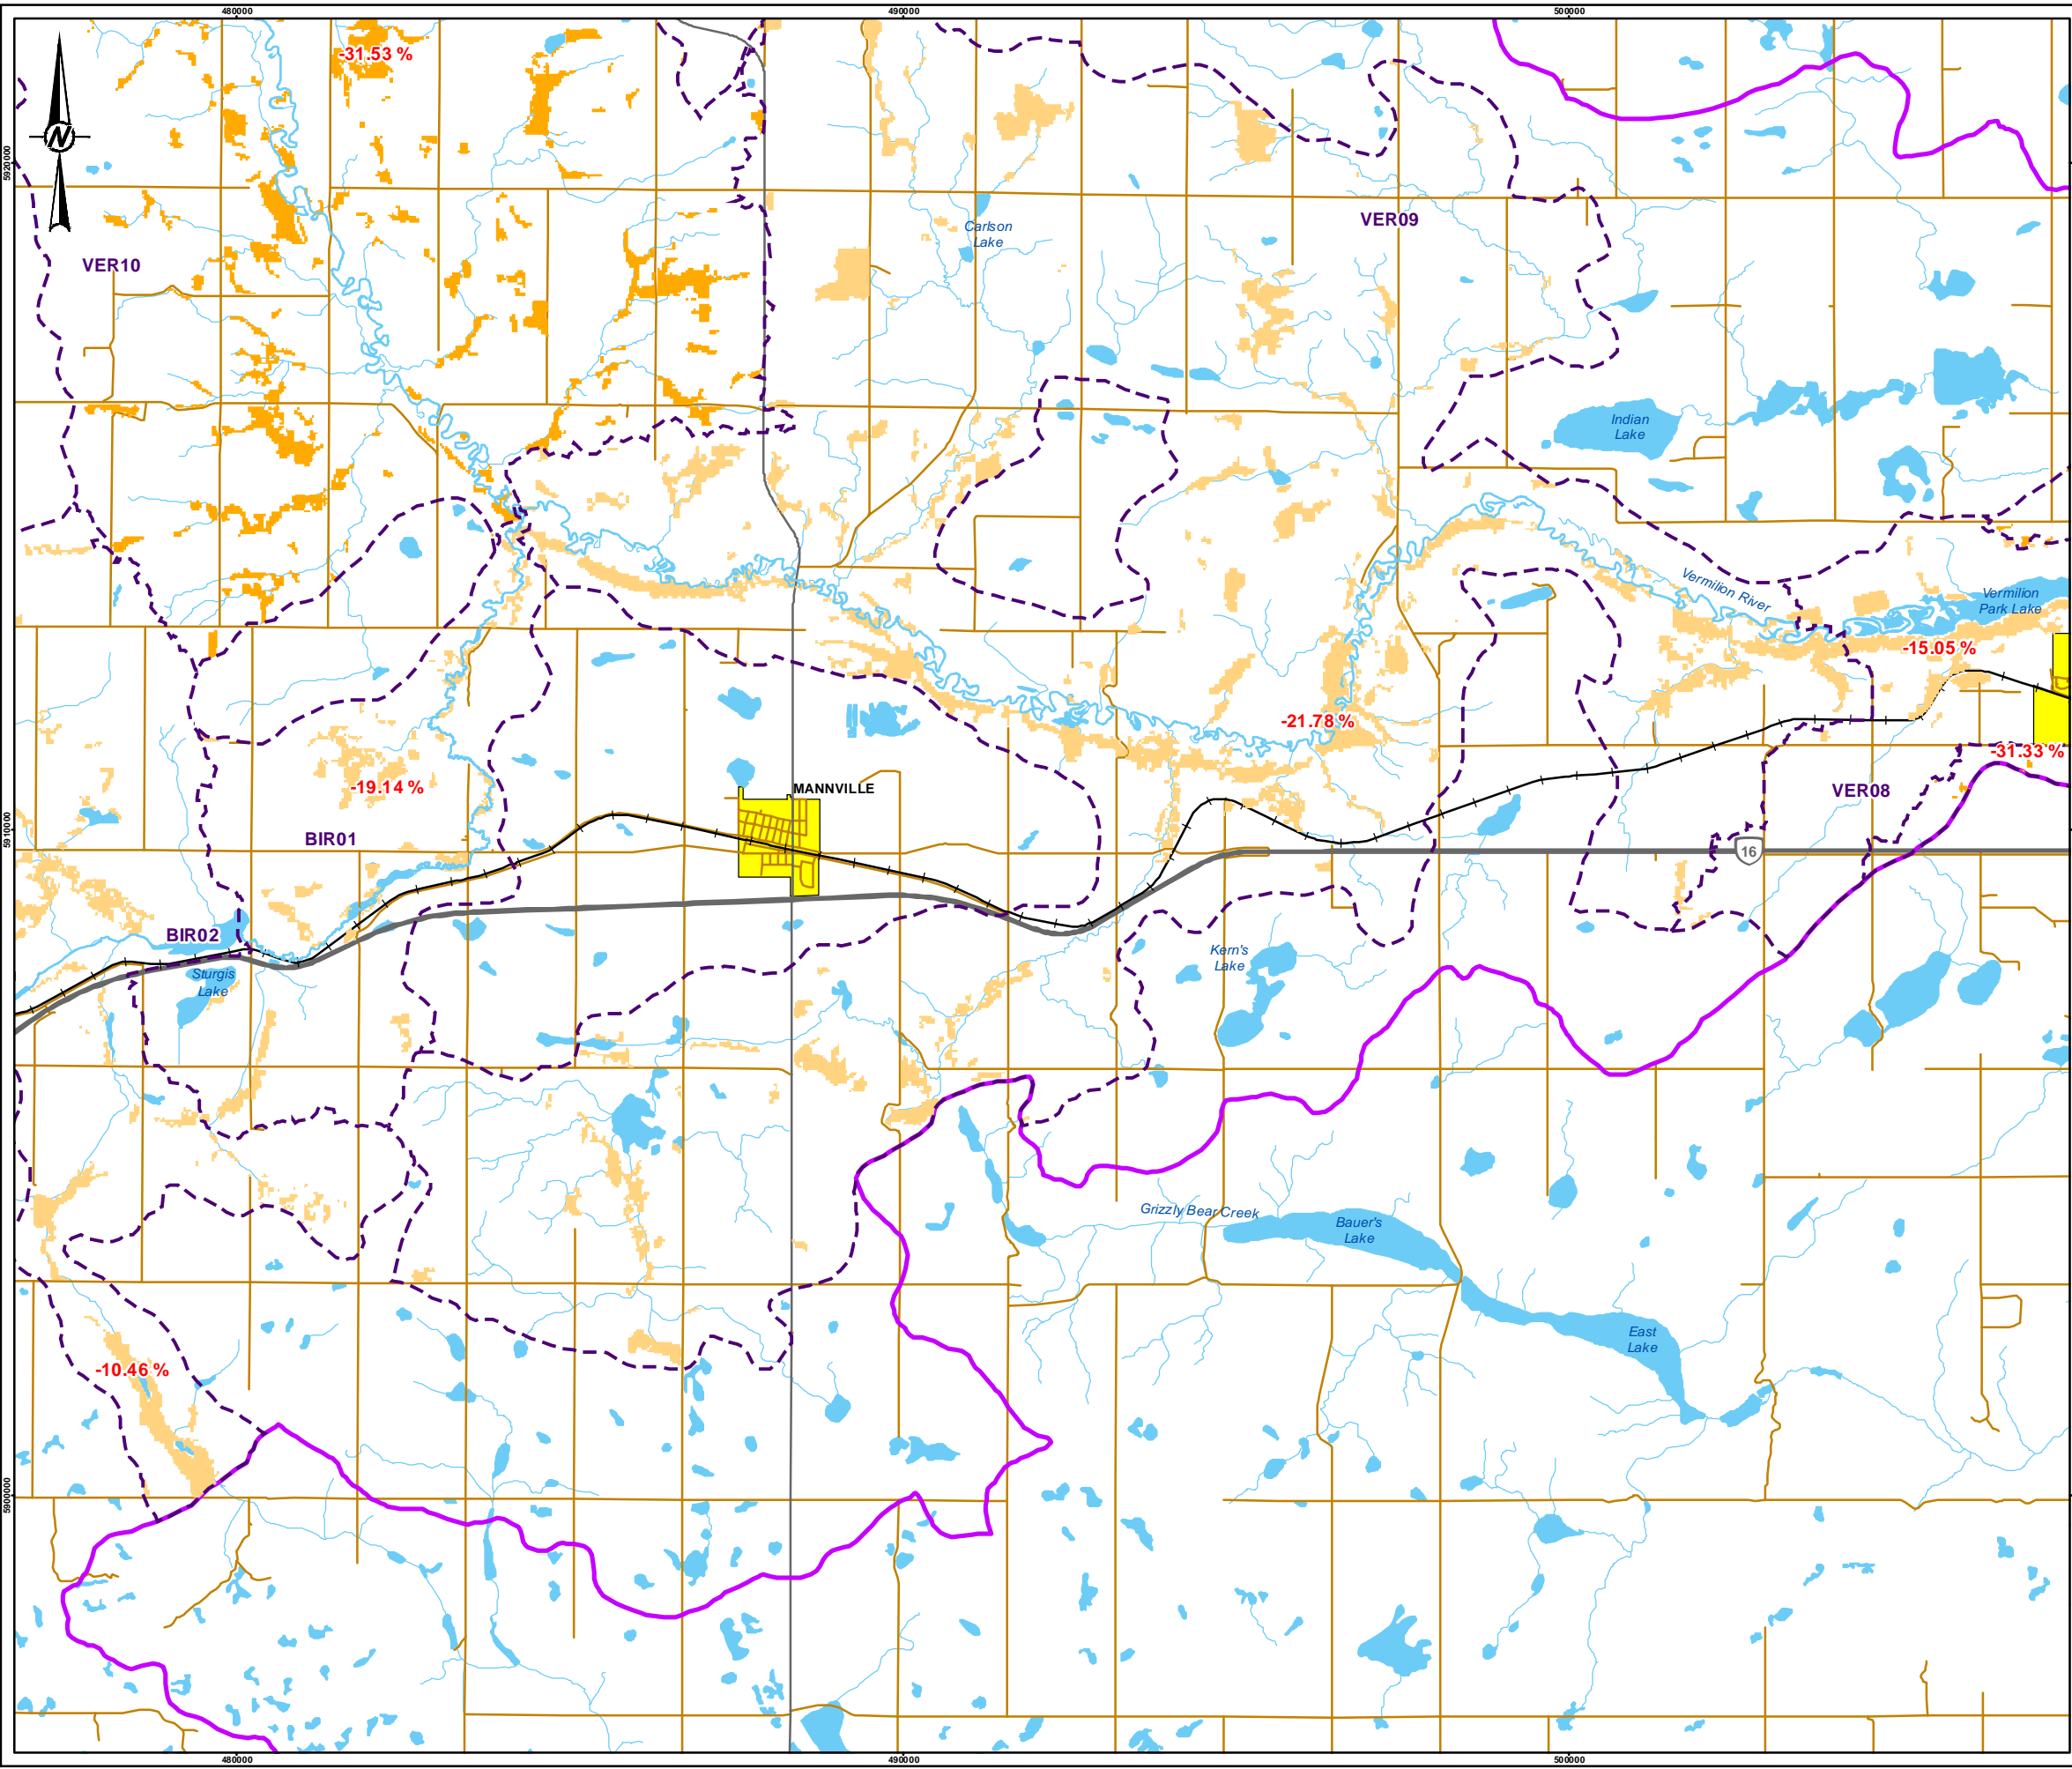 480000
490000
500000
-31.53 %
N
5920000
VER09
Carlson
Lake
VER10
Indian
Lake
Vermilion River
Vermilion
Park Lake
-15.05 %
-21.78 %
-31.33 %
-19.14 %
MANNVILLE
VER08
BIR01
5910000
16
BIR02
Sturgis
Lake
Kern's
Lake
Grizzly Bear Creek
Bauer's
Lake
East
Lake
-10.46 %
5900000
480000
490000
500000